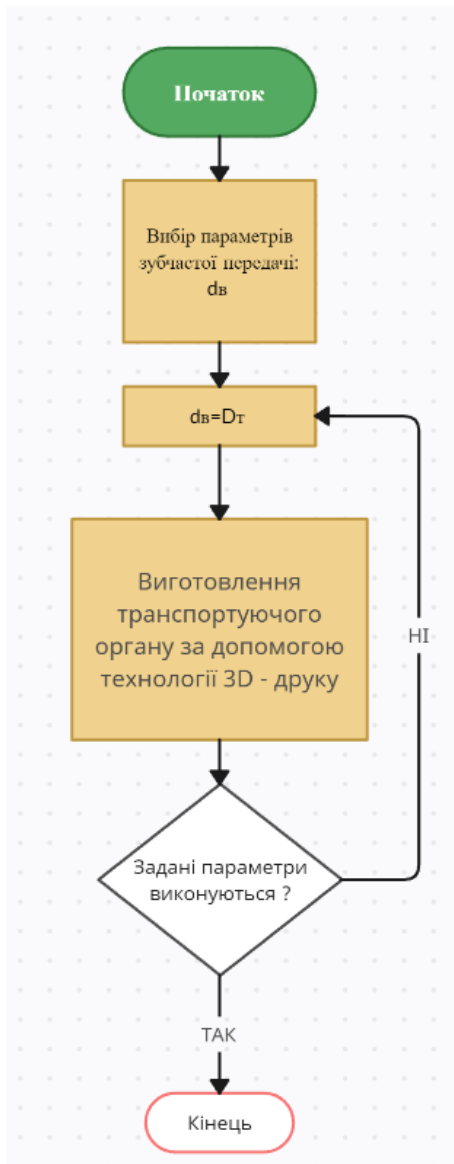 Початок
Вибір параметрів
зубчастої передачі:
dв
dв=Dт
Виготовлення
транспортуючого
органу за допомогою
технології 3D - друку
НІ
Задані параметри
виконуються ?
ТАК
Кінець